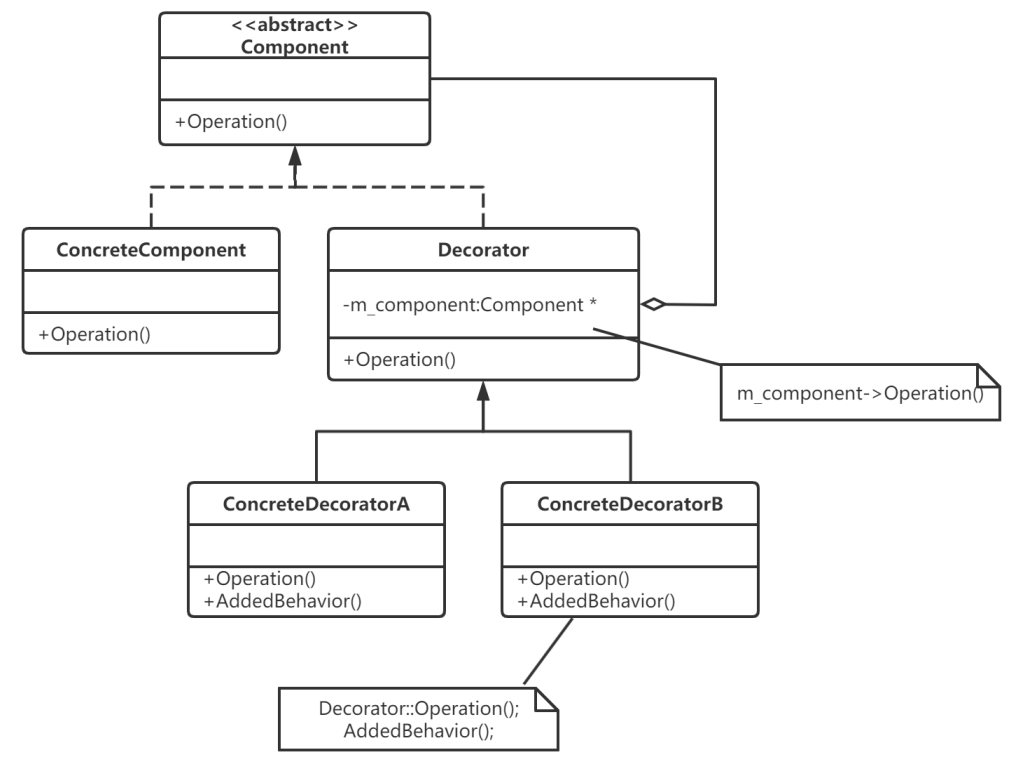 <<abstract>>
Component
+Operation()
ConcreteComponent
+Operation()
Decorator
-m_component:Component *
+Operation()
m_component->Operation()
ConcreteDecoratorA
+Operation()
+AddedBehavior()
ConcreteDecoratorB
+Operation()
+AddedBehavior()
Decorator::Operation();
AddedBehavior();